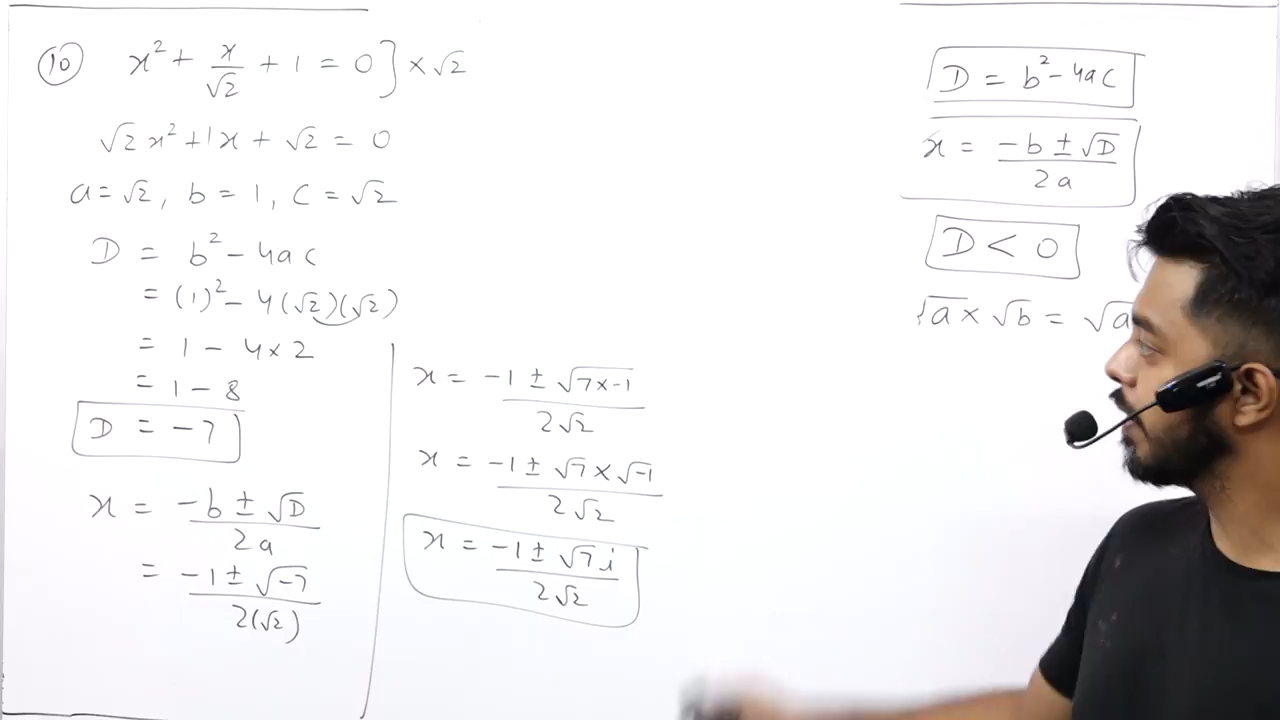 (10) x² + x/√2 + 1 = 0] × √2
√2 x² + 1x + √2 = 0
a = √2, b = 1, c = √2
D = b² - 4ac
= (1)² - 4(√2)(√2)
= 1 - 4 × 2
= 1 - 8
D = -7
x = (-b ± √D)/2a
= (-1 ± √-7)/2(√2)
x = (-1 ± √7×-1)/2√2
x = (-1 ± √7 × √-1)/2√2
x = (-1 ± √7 i)/2√2
D = b² - 4ac
x = (-b ± √D)/2a
D < 0
√a × √b = √a